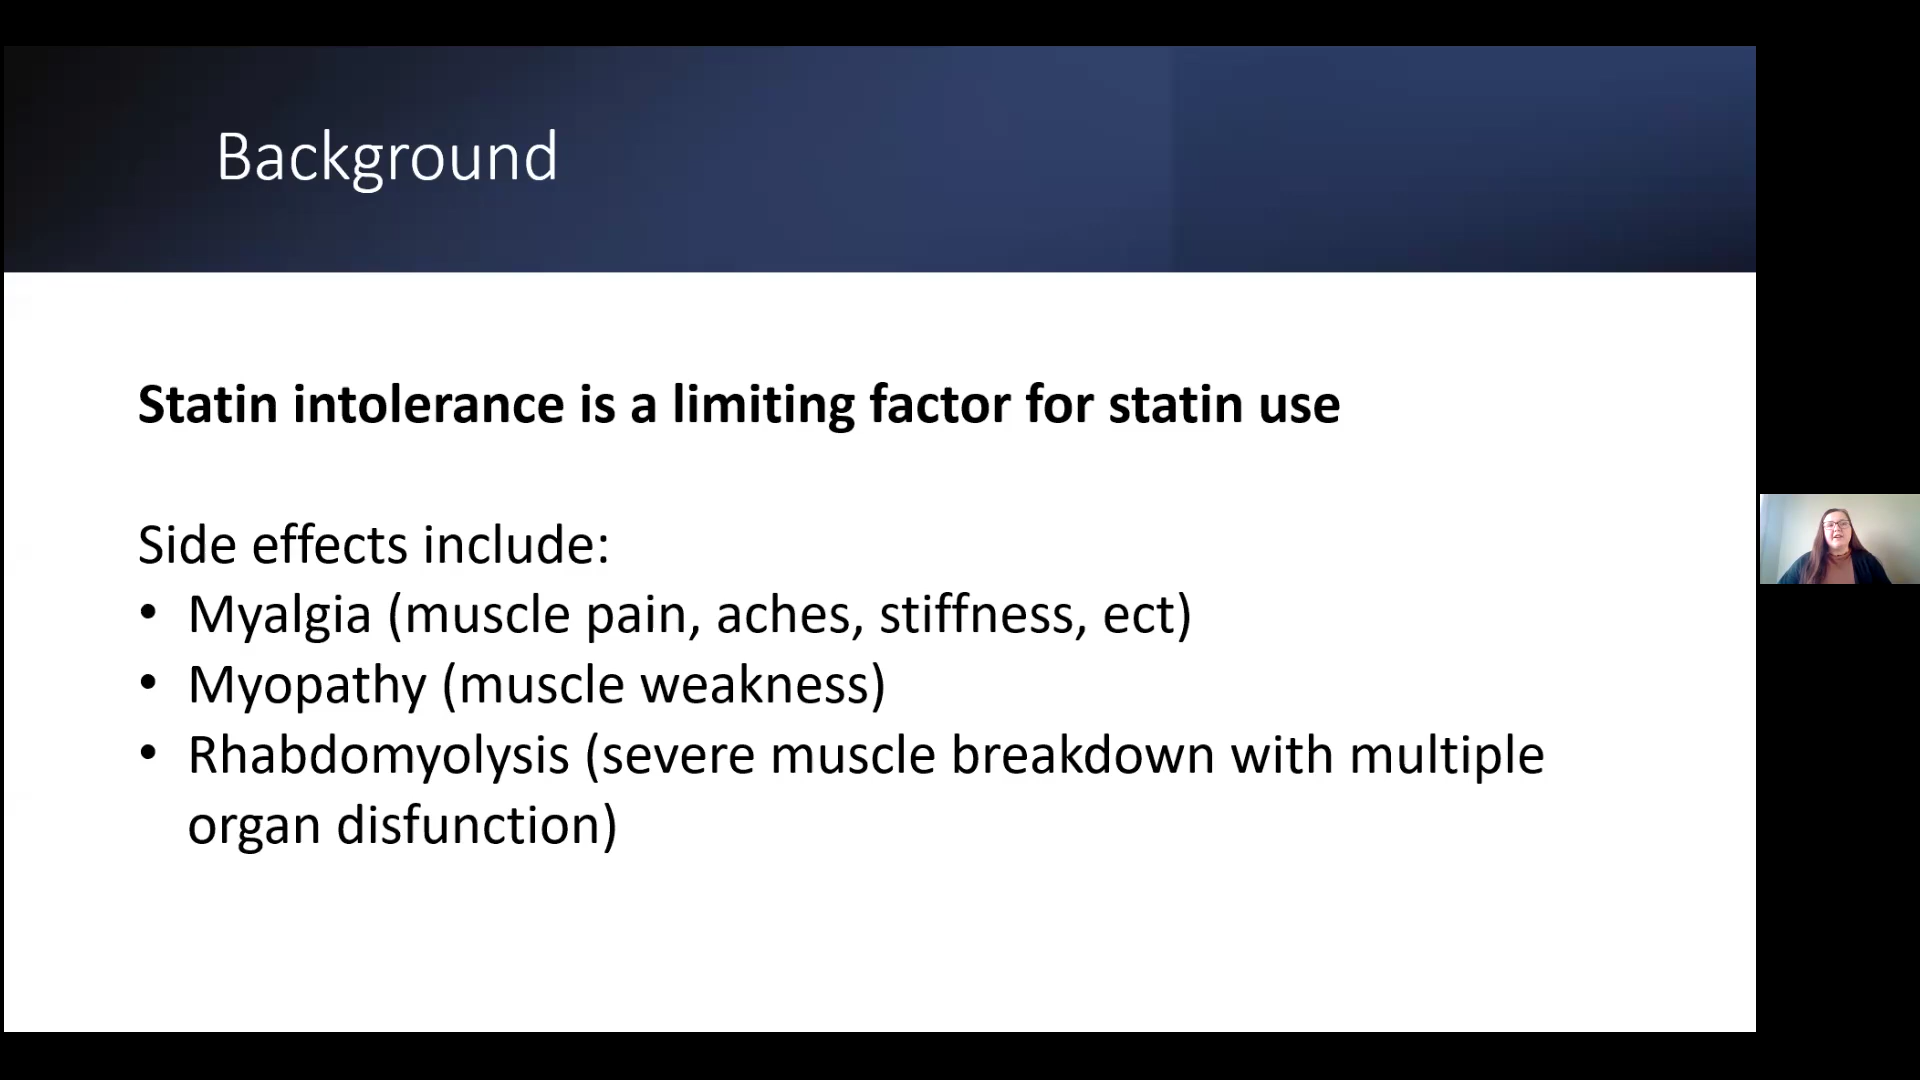 Background
Statin intolerance is a limiting factor for statin use
Side effects include:
• Myalgia (muscle pain, aches, stiffness, ect)
• Myopathy (muscle weakness)
• Rhabdomyolysis (severe muscle breakdown with multiple
organ disfunction)